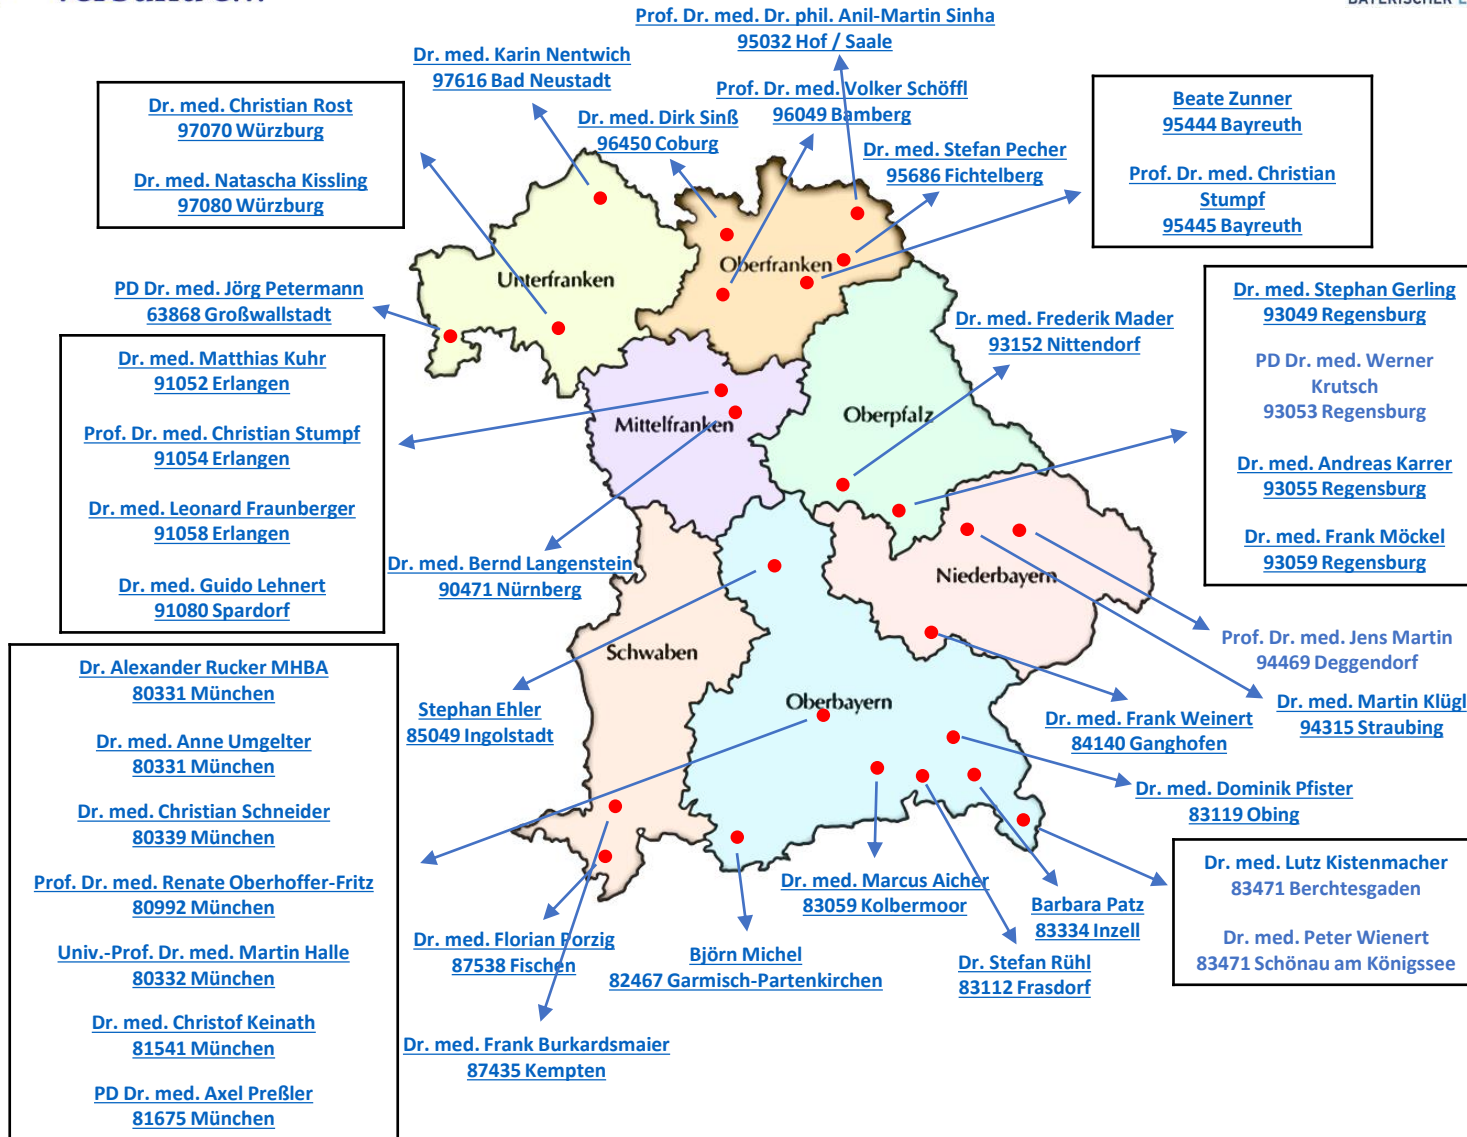 BAYERISCHER
Prof. Dr. med. Dr. phil. Anil-Martin Sinha
95032 Hof / Saale
Dr. med. Karin Nentwich
97616 Bad Neustadt
Prof. Dr. med. Volker Schöffl
96049 Bamberg
Dr. med. Dirk Sinß
96450 Coburg
Dr. med. Stefan Pecher
95686 Fichtelberg
Dr. med. Christian Rost
97070 Würzburg
Dr. med. Natascha Kissling
97080 Würzburg
Beate Zunner
95444 Bayreuth
Prof. Dr. med. Christian
Stumpf
95445 Bayreuth
Unterfranken
Oberfranken
PD Dr. med. Jörg Petermann
63868 Großwallstadt
Dr. med. Frederik Mader
93152 Nittendorf
Dr. med. Stephan Gerling
93049 Regensburg
PD Dr. med. Werner
Krutsch
93053 Regensburg
Dr. med. Andreas Karrer
93055 Regensburg
Dr. med. Frank Möckel
93059 Regensburg
Dr. med. Matthias Kuhr
91052 Erlangen
Prof. Dr. med. Christian Stumpf
91054 Erlangen
Dr. med. Leonard Fraunberger
91058 Erlangen
Dr. med. Guido Lehnert
91080 Spardorf
Mittelfranken
Oberpfalz
Dr. med. Bernd Langenstein
90471 Nürnberg
Niederbayern
Schwaben
Oberbayern
Prof. Dr. med. Jens Martin
94469 Deggendorf
Dr. med. Martin Klügl
94315 Straubing
Dr. med. Frank Weinert
84140 Ganghofen
Stephan Ehler
85049 Ingolstadt
Dr. med. Dominik Pfister
83119 Obing
Dr. Alexander Rucker MHBA
80331 München
Dr. med. Anne Umgelter
80331 München
Dr. med. Christian Schneider
80339 München
Prof. Dr. med. Renate Oberhoffer-Fritz
80992 München
Univ.-Prof. Dr. med. Martin Halle
80332 München
Dr. med. Christof Keinath
81541 München
PD Dr. med. Axel Preßler
81675 München
Dr. med. Lutz Kistenmacher
83471 Berchtesgaden
Dr. med. Peter Wienert
83471 Schönau am Königssee
Dr. med. Marcus Aicher
83059 Kolbermoor
Barbara Patz
83334 Inzell
Dr. Stefan Rühl
83112 Frasdorf
Björn Michel
82467 Garmisch-Partenkirchen
Dr. med. Florian Porzig
87538 Fischen
Dr. med. Frank Burkardsmaier
87435 Kempten